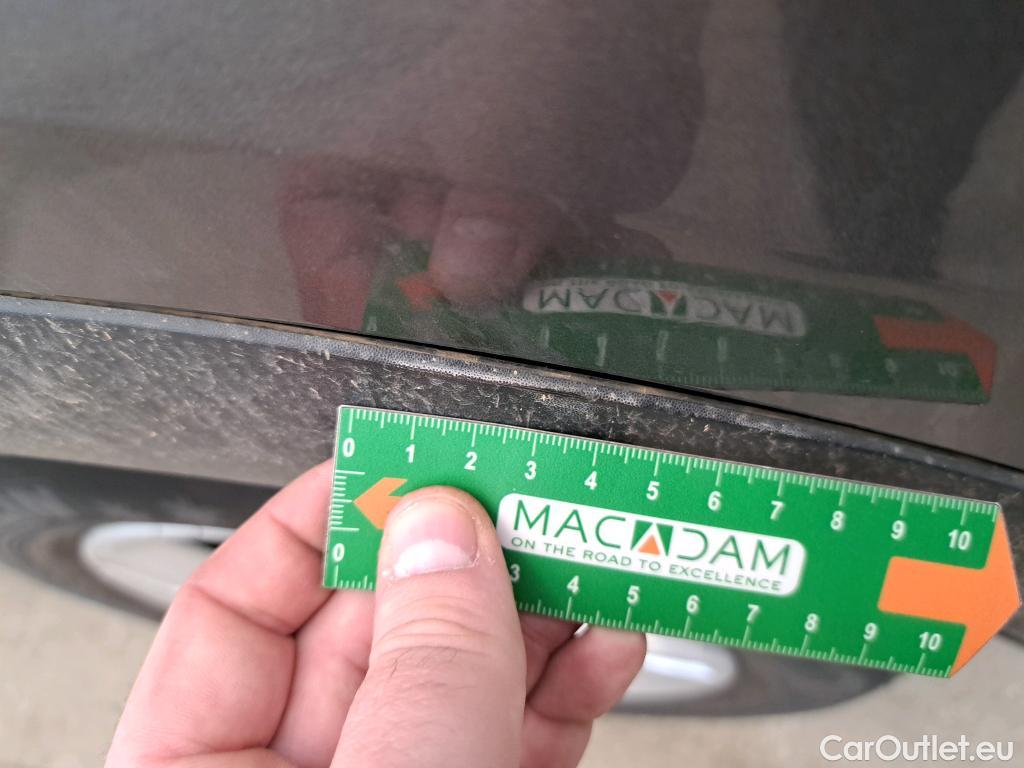 0 1 2 3 4 5 6 7 8 9 10
MACADAM
ON THE ROAD TO EXCELLENCE
0 3 4 5 6 7 8 9 10
CarOutlet.eu